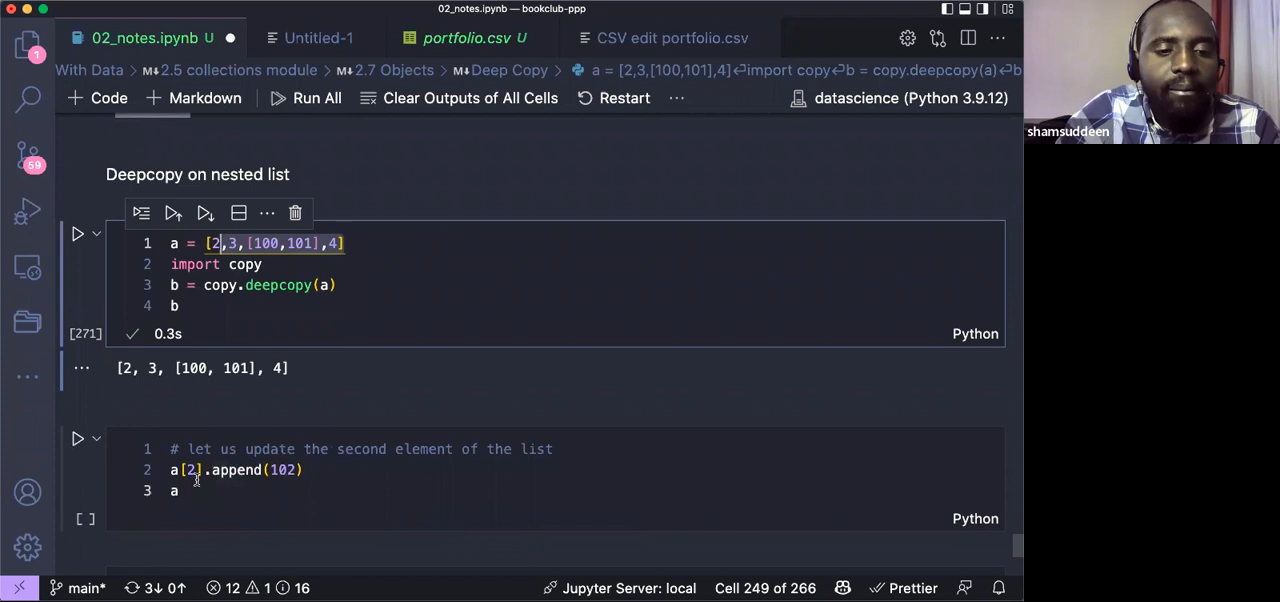 02_notes.ipynb — bookclub-ppp
02_notes.ipynb U
Untitled-1
portfolio.csv U
CSV edit portfolio.csv
1
With Data > M↓2.5 collections module > M↓2.7 Objects > M↓Deep Copy > a = [2,3,[100,101],4]↵import copy↵b = copy.deepcopy(a)↵b
+ Code + Markdown Run All Clear Outputs of All Cells Restart ... datascience (Python 3.9.12)
shamsuddeen
59
Deepcopy on nested list
1 a = [2,3,[100,101],4]
2 import copy
3 b = copy.deepcopy(a)
4 b
[271] ✓ 0.3s Python
... [2, 3, [100, 101], 4]
1 # let us update the second element of the list
2 a[2].append(102)
3 a
[ ] Python
main* 3↓ 0↑ 12 1 16 Jupyter Server: local Cell 249 of 266 Prettier